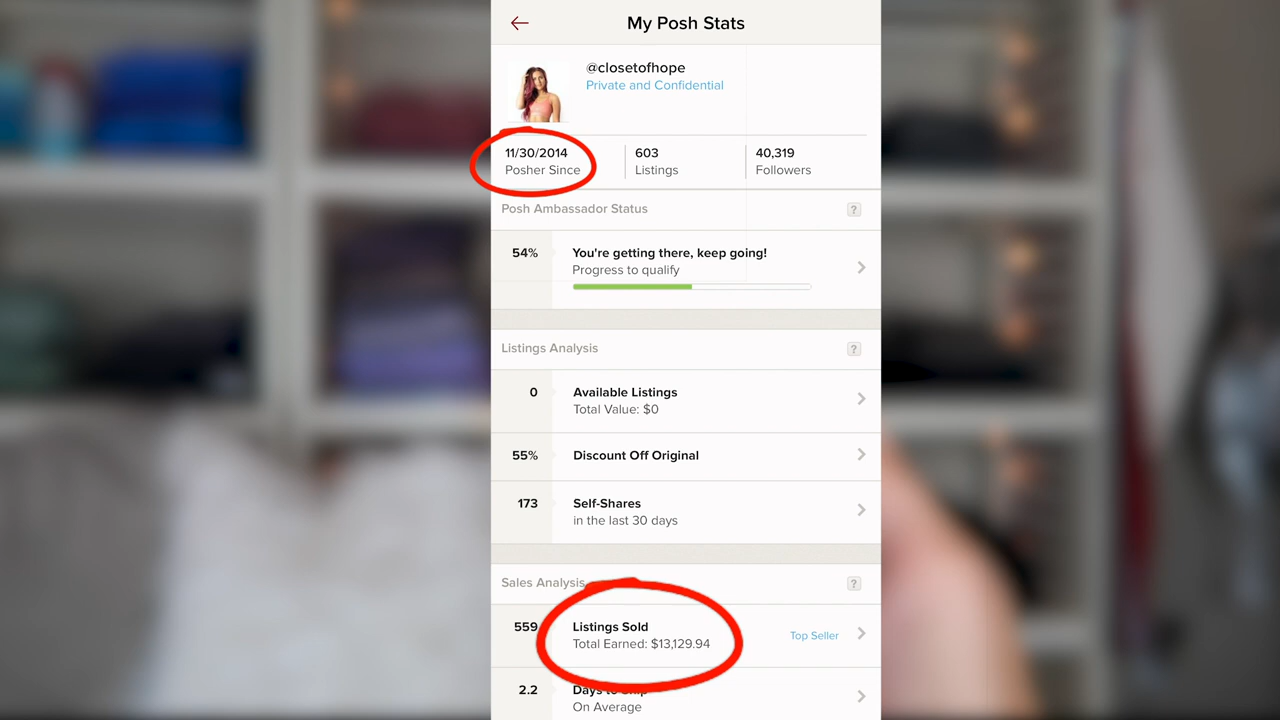 My Posh Stats
@closetofhope
Private and Confidential
11/30/2014
Posher Since
603
Listings
40,319
Followers
Posh Ambassador Status
?
54%
You're getting there, keep going!
Progress to qualify
Listings Analysis
?
0
Available Listings
Total Value: $0
55%
Discount Off Original
173
Self-Shares
in the last 30 days
Sales Analysis
?
559
Listings Sold
Total Earned: $13,129.94
Top Seller
2.2
Days to Ship
On Average